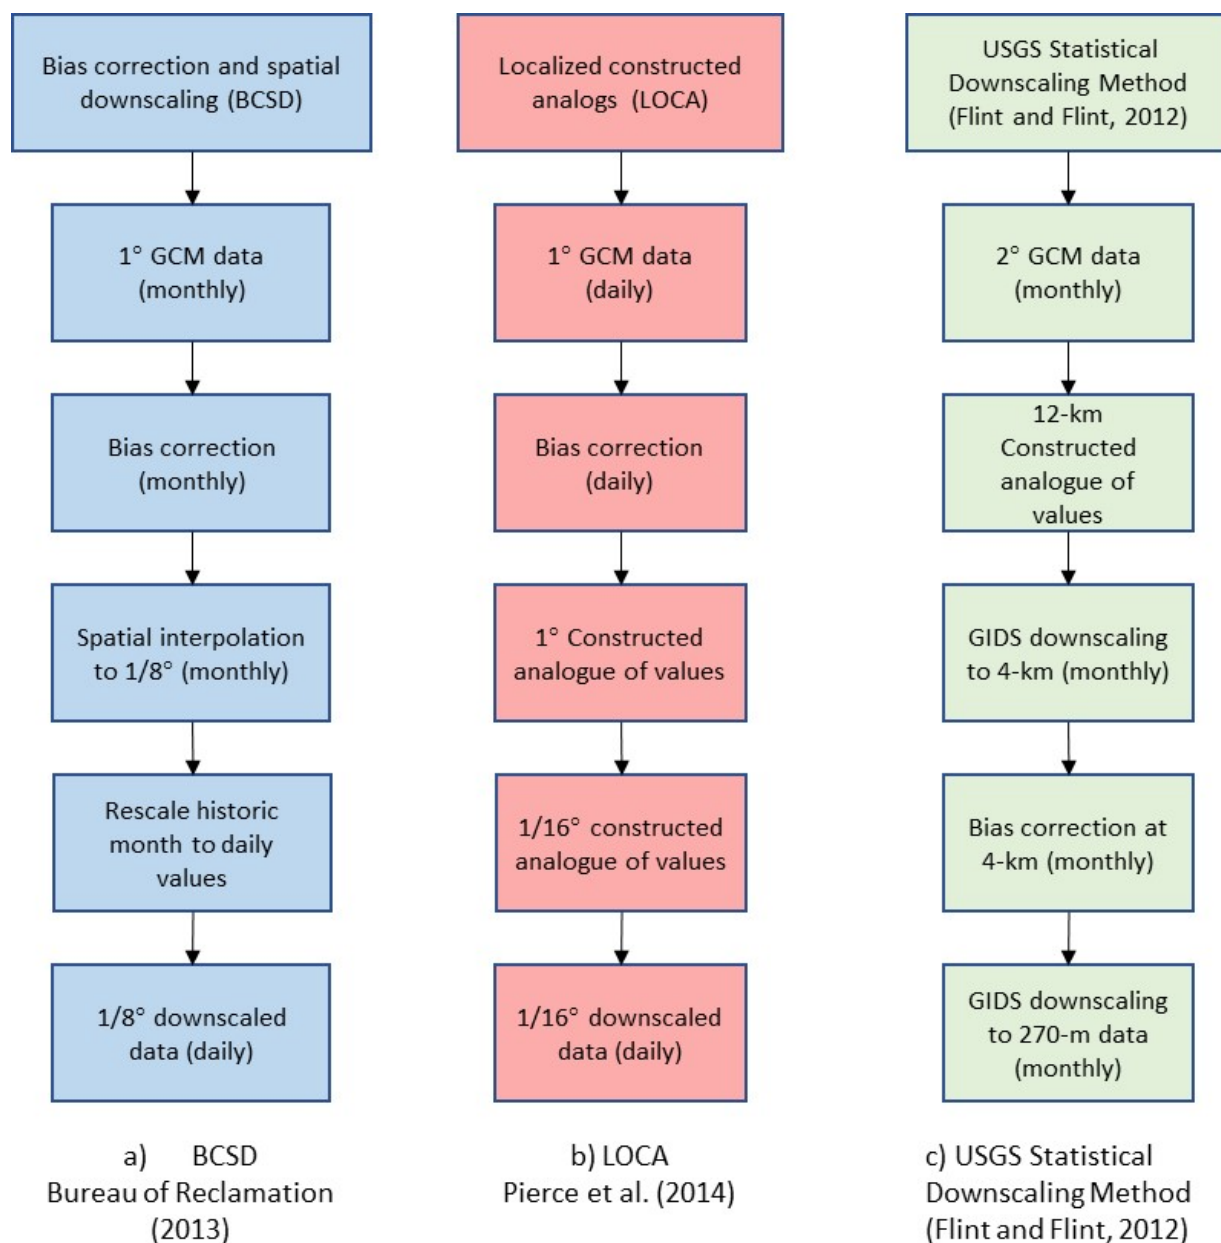 Bias correction and spatial
downscaling (BCSD)
1° GCM data
(monthly)
Bias correction
(monthly)
Spatial interpolation
to 1/8° (monthly)
Rescale historic
month to daily
values
1/8° downscaled
data (daily)
a) BCSD
Bureau of Reclamation
(2013)
Localized constructed
analogs (LOCA)
1° GCM data
(daily)
Bias correction
(daily)
1° Constructed
analogue of values
1/16° constructed
analogue of values
1/16° downscaled
data (daily)
b) LOCA
Pierce et al. (2014)
USGS Statistical
Downscaling Method
(Flint and Flint, 2012)
2° GCM data
(monthly)
12-km
Constructed
analogue of
values
GIDS downscaling
to 4-km (monthly)
Bias correction at
4-km (monthly)
GIDS downscaling
to 270-m data
(monthly)
c) USGS Statistical
Downscaling Method
(Flint and Flint, 2012)